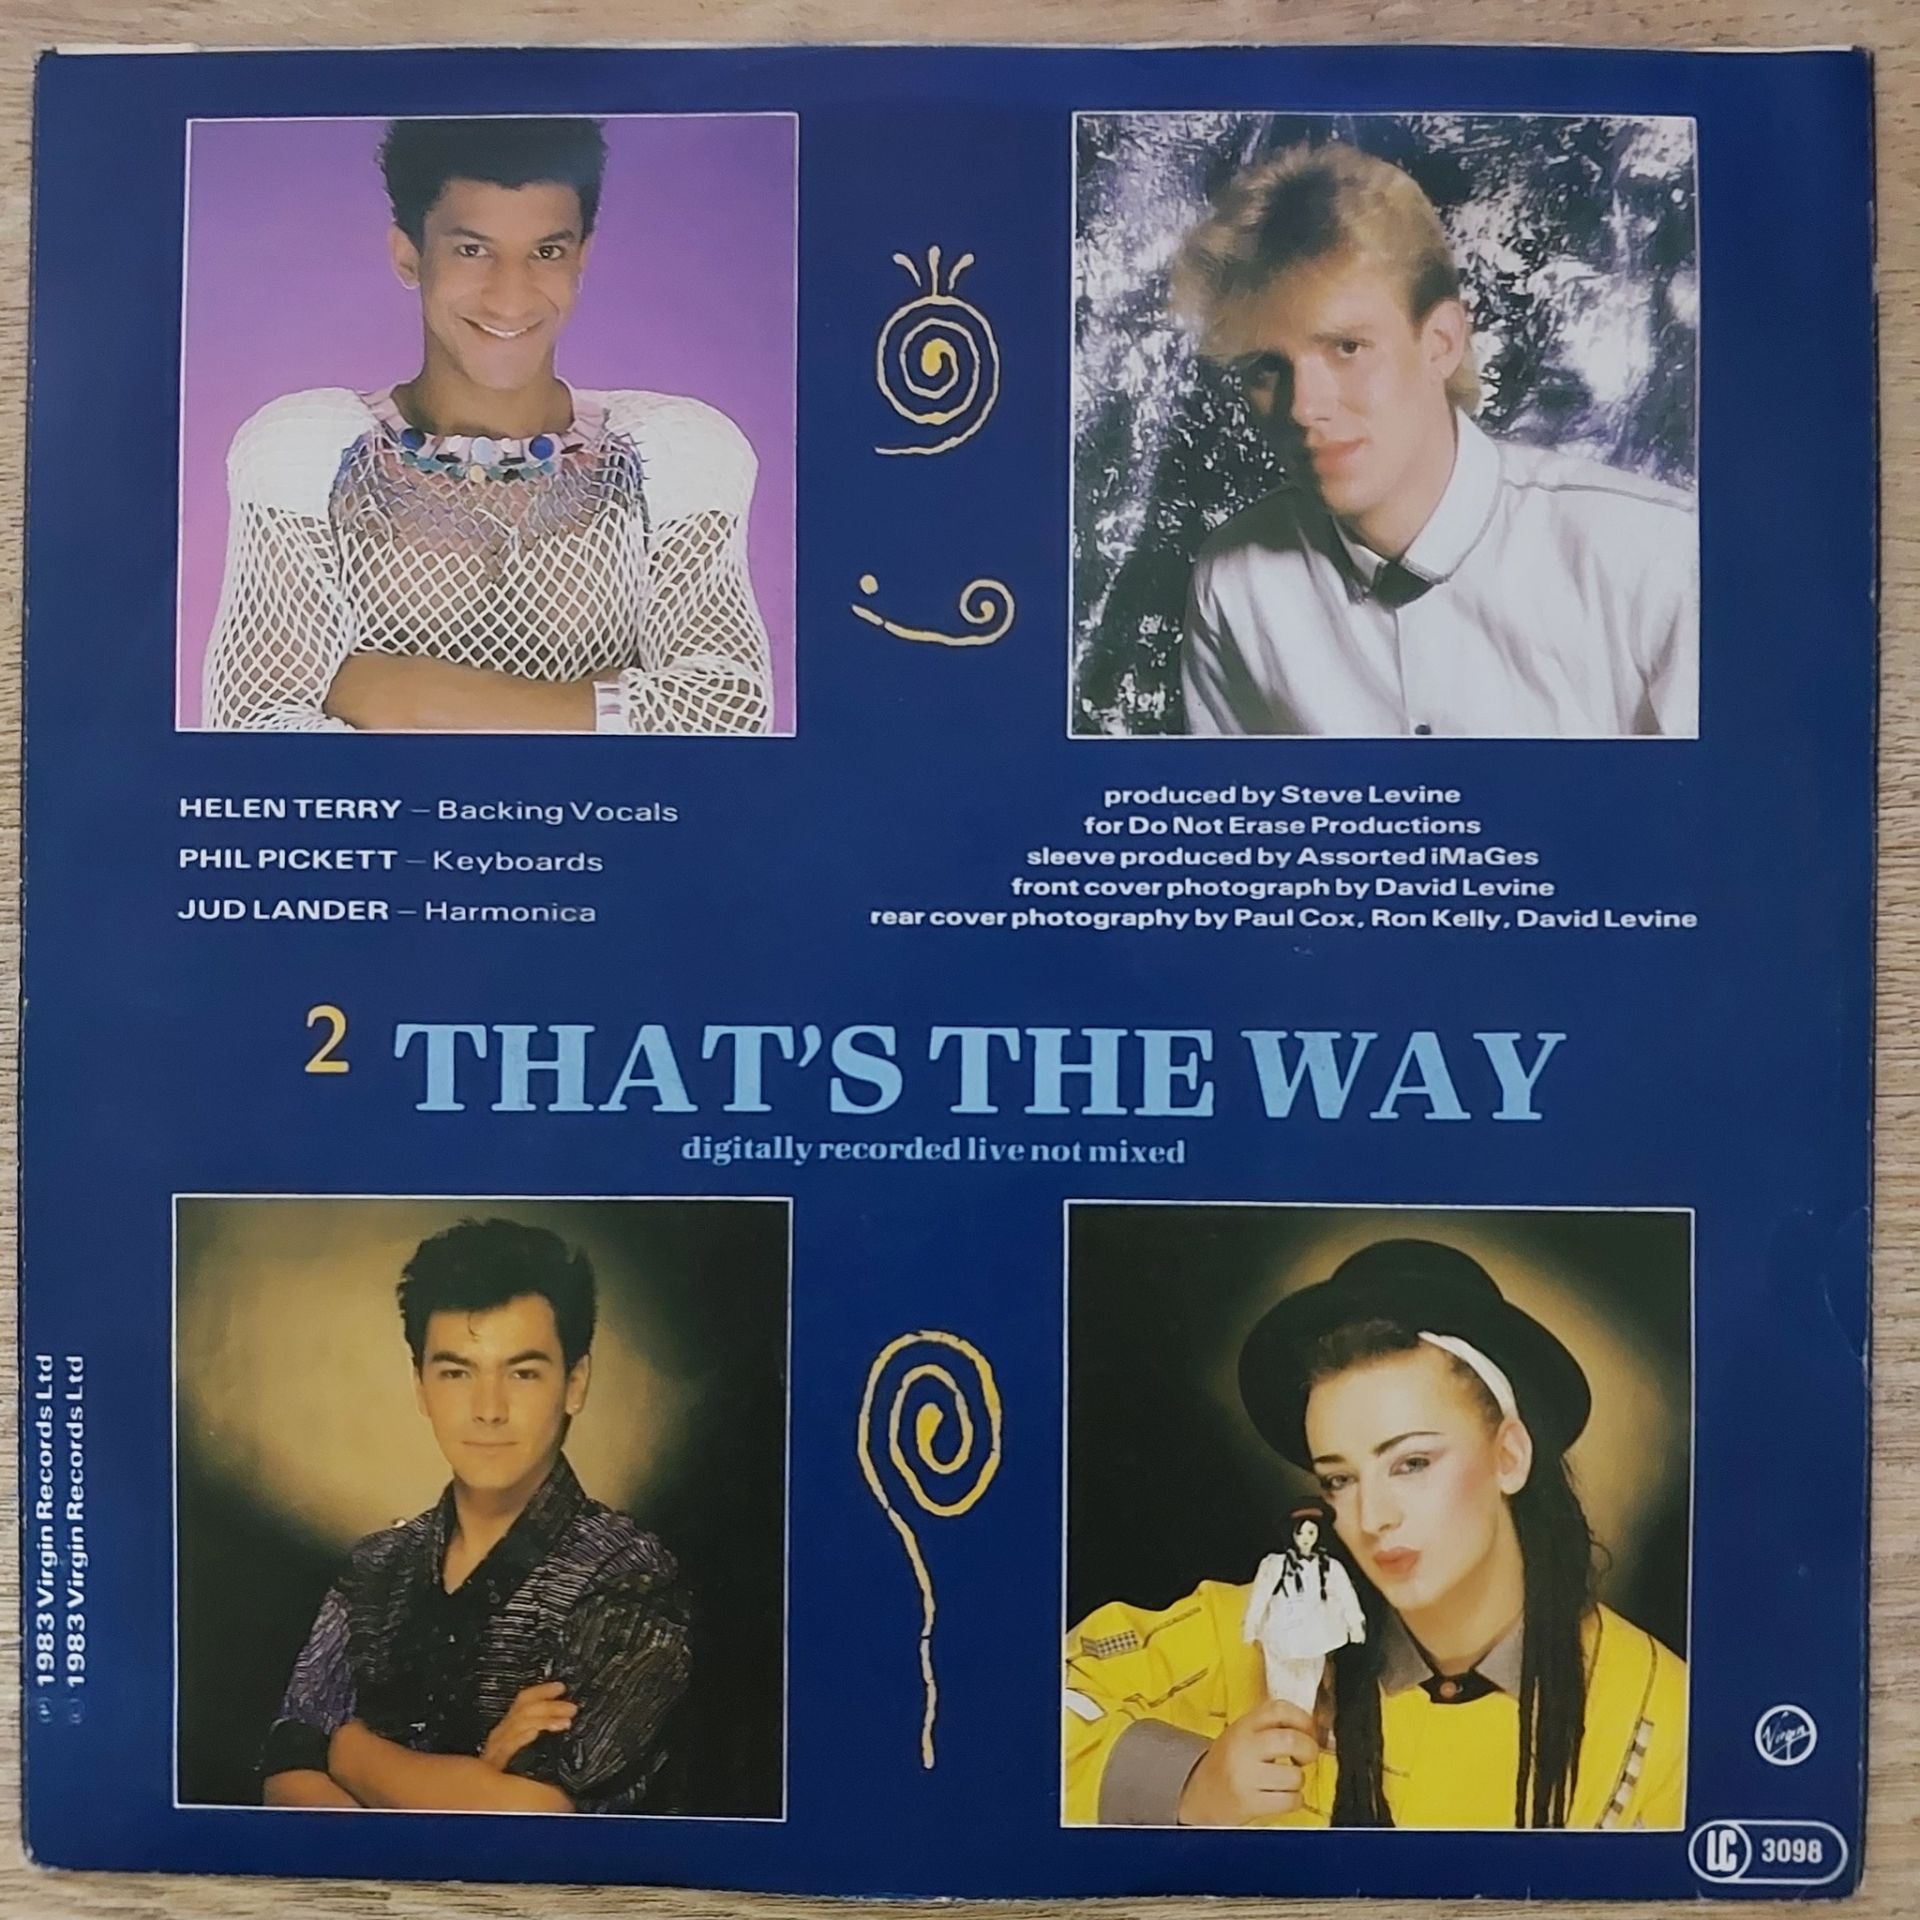 HELEN TERRY – Backing Vocals
PHIL PICKETT – Keyboards
JUD LANDER – Harmonica
produced by Steve Levine
for Do Not Erase Productions
sleeve produced by Assorted iMaGes
front cover photograph by David Levine
rear cover photography by Paul Cox, Ron Kelly, David Levine
2 THAT'S THE WAY
digitally recorded live not mixed
℗ 1983 Virgin Records Ltd
© 1983 Virgin Records Ltd
Virgin
LC 3098